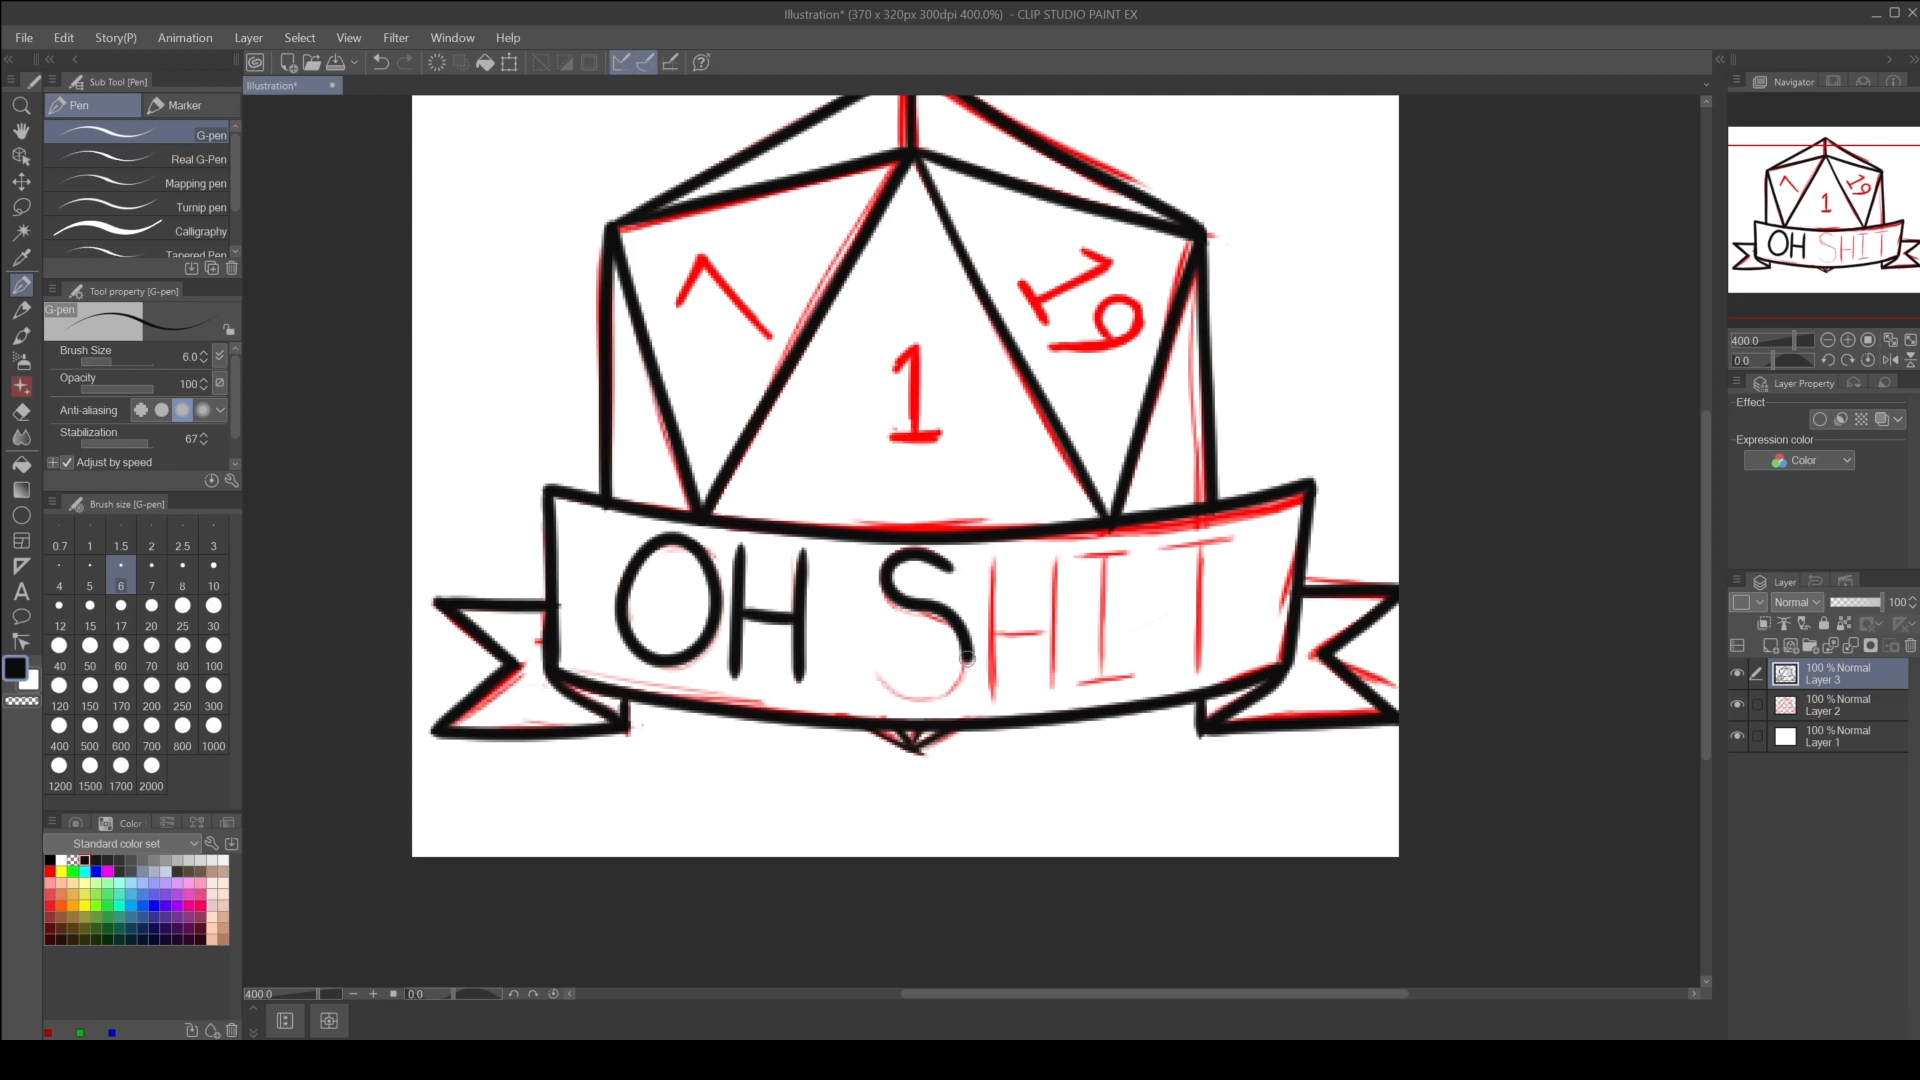 Illustration* (370 x 320px 300dpi 400.0%) - CLIP STUDIO PAINT EX
File Edit Story(P) Animation Layer Select View Filter Window Help
Sub Tool [Pen]
Illustration*
Navigator
Pen Marker
G-pen
Real G-Pen
Mapping pen
Turnip pen
Calligraphy
Tapered Pen
Tool property [G-pen]
G-pen
Brush Size 6.0
Opacity 100
Anti-aliasing
Stabilization 67
Adjust by speed
Brush size [G-pen]
0.7 1 1.5 2 2.5 3
4 5 6 7 8 10
12 15 17 20 25 30
40 50 60 70 80 100
120 150 170 200 250 300
400 500 600 700 800 1000
1200 1500 1700 2000
Color
Standard color set
7
19
1
OH SHIT
400.0 0.0
7
19
1
OH SHIT
400.0
0.0
Layer Property
Effect
Expression color
Color
Layer
Normal 100
100 % Normal
Layer 3
100 % Normal
Layer 2
100 % Normal
Layer 1